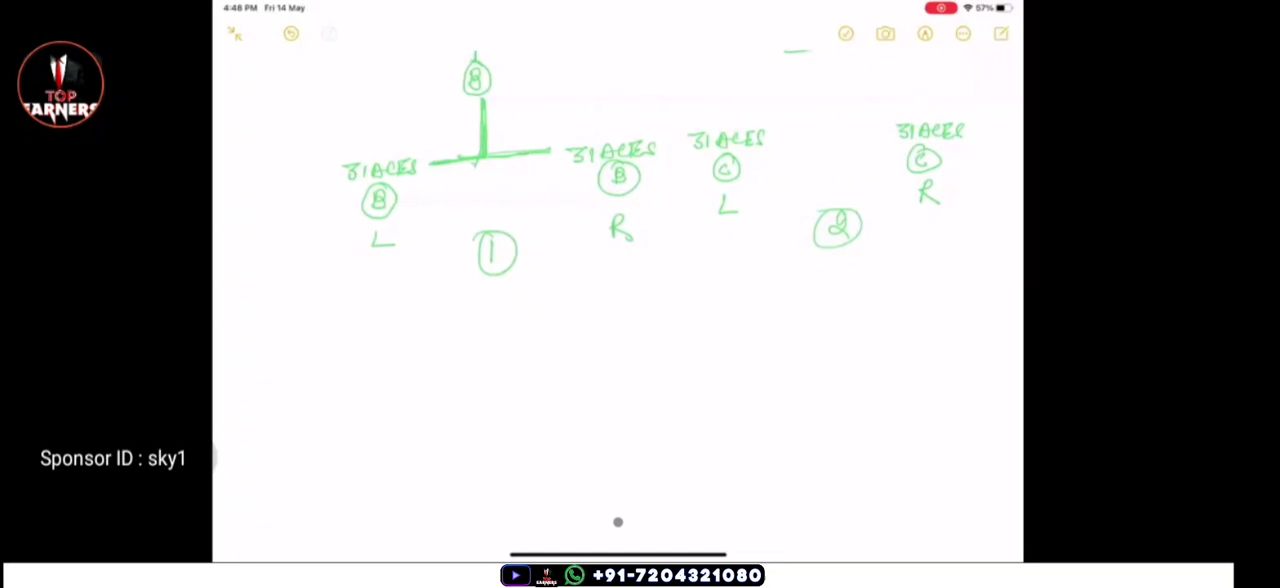 4:48 PM Fri 14 May
57%
TOP
EARNERS
B
31 ACES
31 ACES
31 ACES
31 ACES
B
B
C
C
L
R
L
R
1
2
Sponsor ID : sky1
+91-7204321080